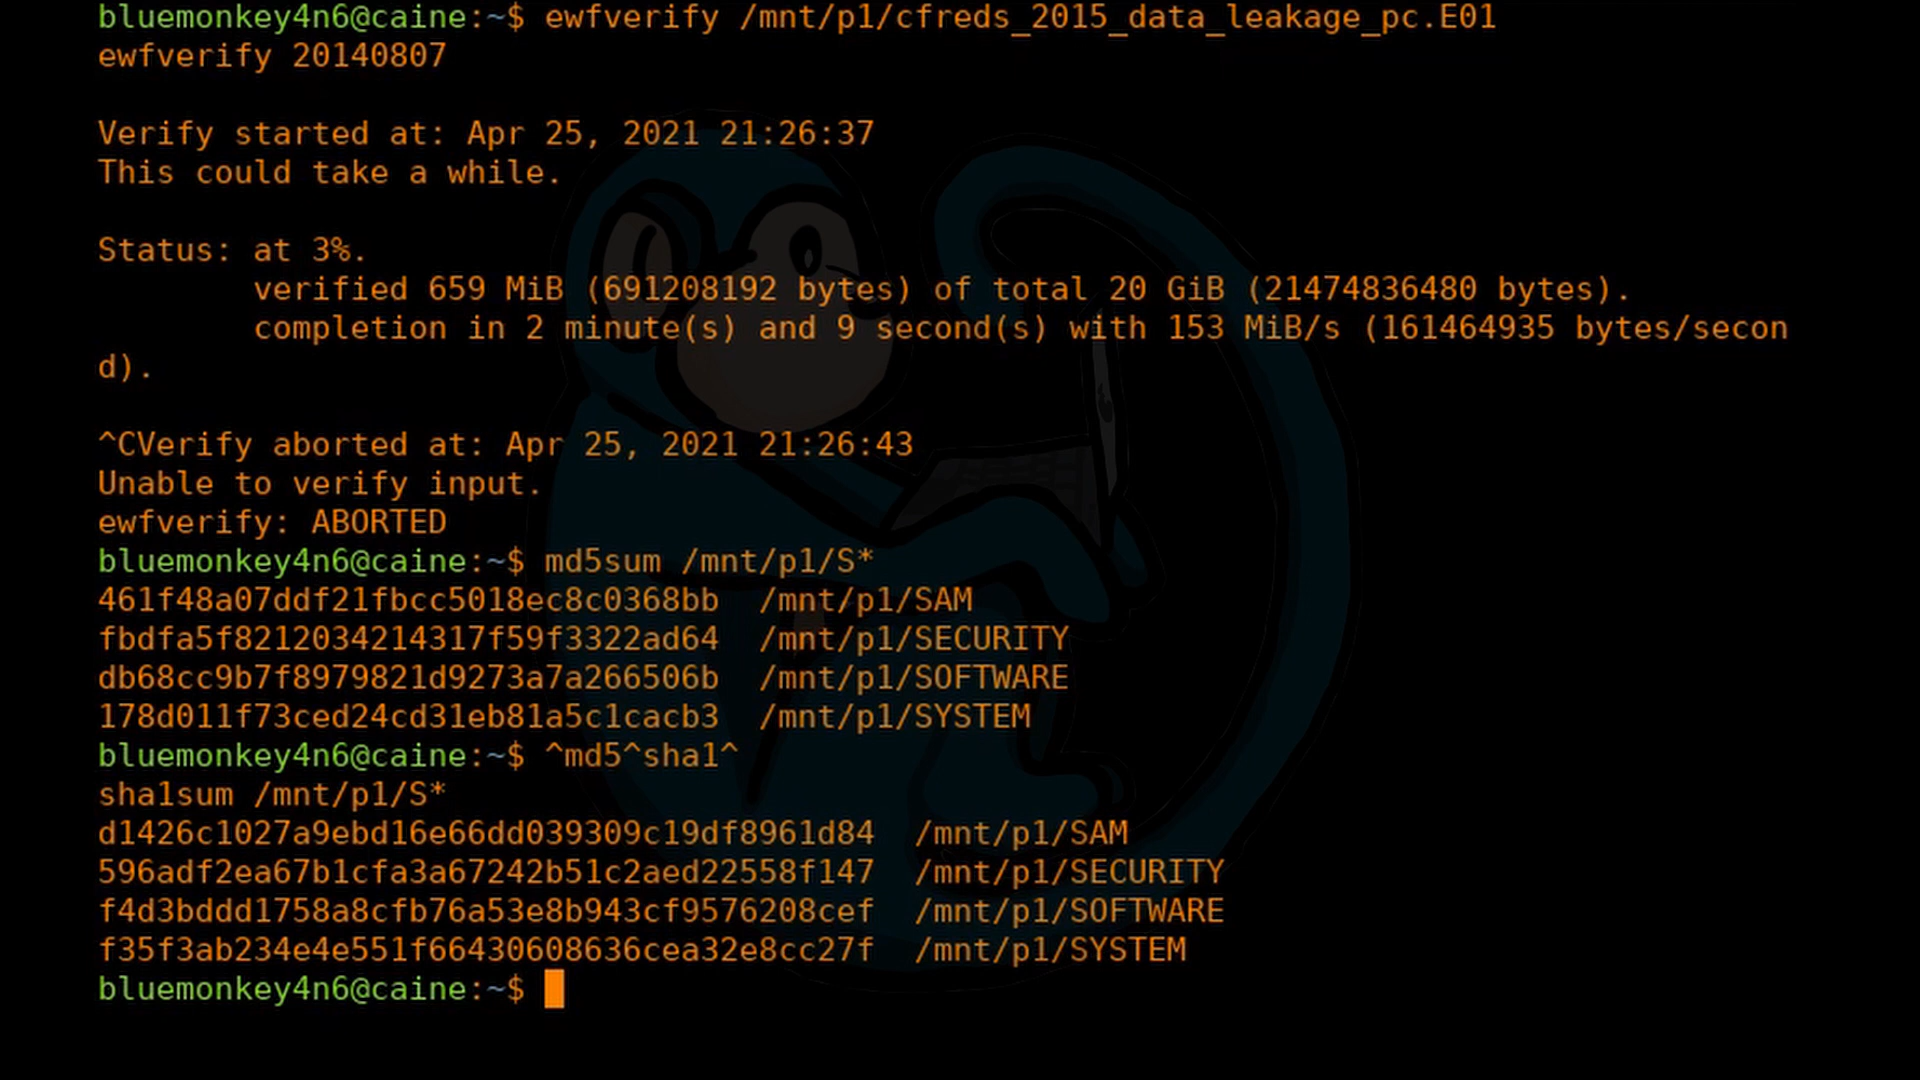 bluemonkey4n6@caine:~$ ewfverify /mnt/p1/cfreds_2015_data_leakage_pc.E01
ewfverify 20140807
Verify started at: Apr 25, 2021 21:26:37
This could take a while.
Status: at 3%.
verified 659 MiB (691208192 bytes) of total 20 GiB (21474836480 bytes).
completion in 2 minute(s) and 9 second(s) with 153 MiB/s (161464935 bytes/secon
d).
^CVerify aborted at: Apr 25, 2021 21:26:43
Unable to verify input.
ewfverify: ABORTED
bluemonkey4n6@caine:~$ md5sum /mnt/p1/S*
461f48a07ddf21fbcc5018ec8c0368bb  /mnt/p1/SAM
fbdfa5f8212034214317f59f3322ad64  /mnt/p1/SECURITY
db68cc9b7f8979821d9273a7a266506b  /mnt/p1/SOFTWARE
178d011f73ced24cd31eb81a5c1cacb3  /mnt/p1/SYSTEM
bluemonkey4n6@caine:~$ ^md5^sha1^
sha1sum /mnt/p1/S*
d1426c1027a9ebd16e66dd039309c19df8961d84  /mnt/p1/SAM
596adf2ea67b1cfa3a67242b51c2aed22558f147  /mnt/p1/SECURITY
f4d3bddd1758a8cfb76a53e8b943cf9576208cef  /mnt/p1/SOFTWARE
f35f3ab234e4e551f66430608636cea32e8cc27f  /mnt/p1/SYSTEM
bluemonkey4n6@caine:~$